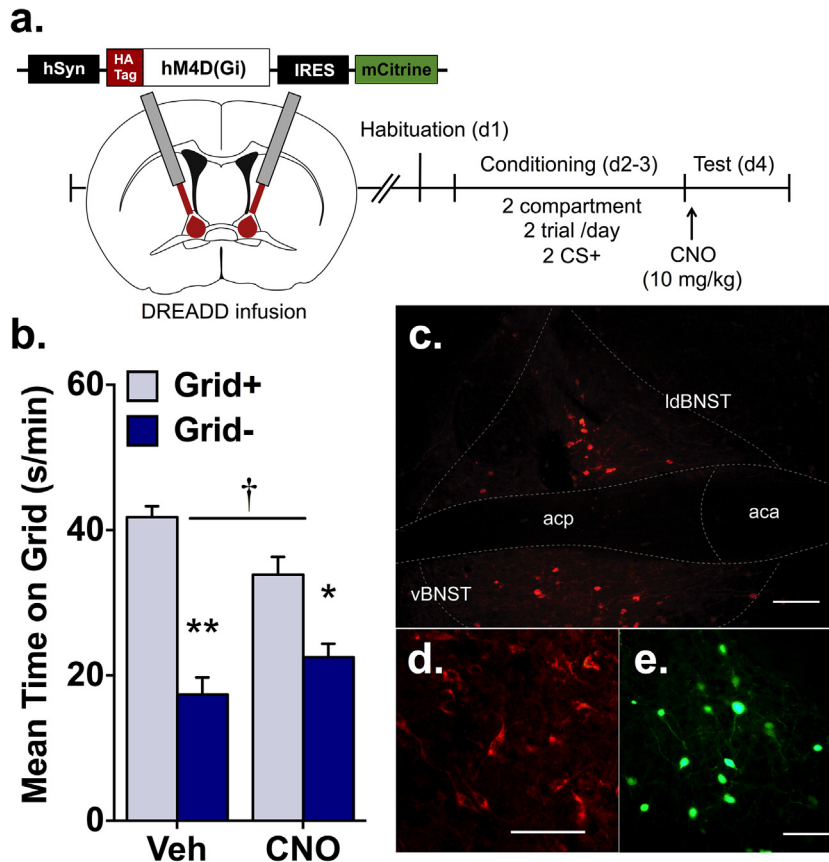 a.
hSyn
HA
Tag
hM4D(Gi)
IRES
mCitrine
Habituation (d1)
Conditioning (d2-3)
Test (d4)
2 compartment
2 trial /day
2 CS+
CNO
(10 mg/kg)
DREADD infusion
b.
Mean Time on Grid (s/min)
60
40
20
0
Grid+
Grid-
†
**
*
Veh
CNO
c.
ldBNST
acp
aca
vBNST
d.
e.